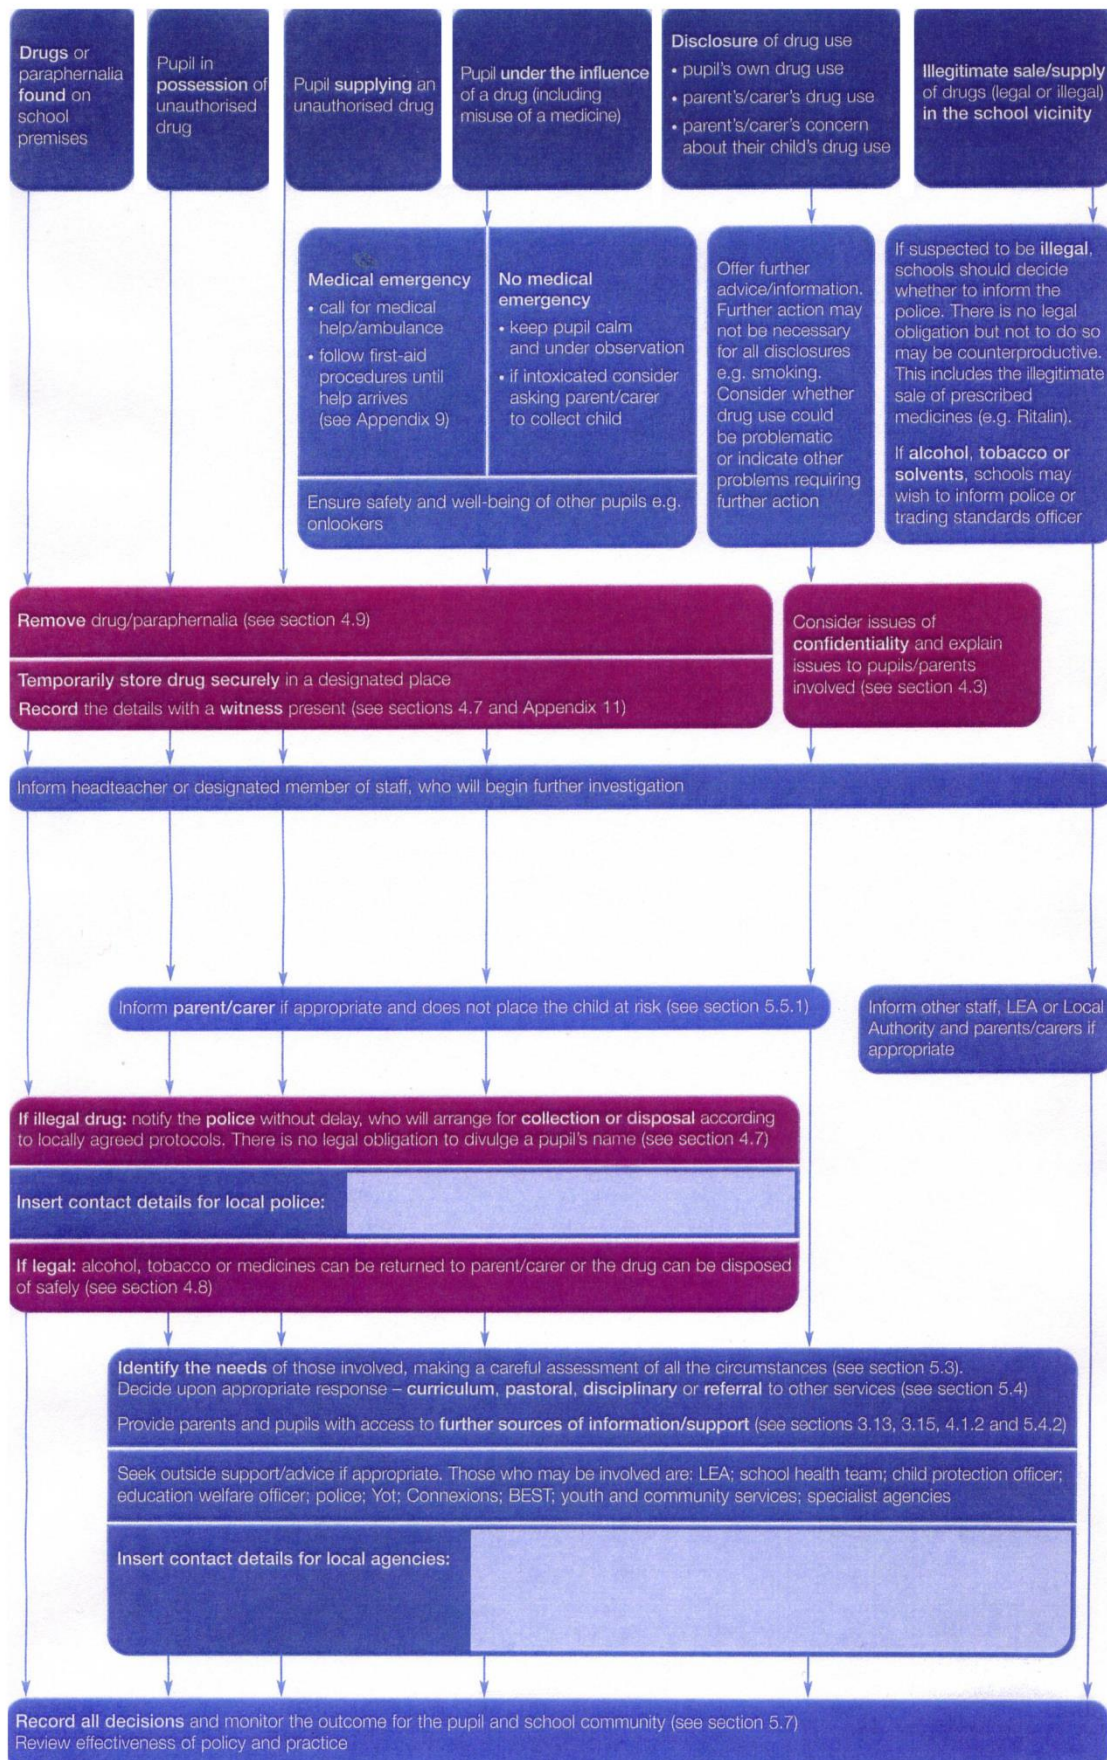 Drugs or
paraphernalia
found on
school
premises
Pupil in
possession of
unauthorised
drug
Pupil supplying an
unauthorised drug
Pupil under the influence
of a drug (including
misuse of a medicine)
Disclosure of drug use
• pupil's own drug use
• parent's/carer's drug use
• parent's/carer's concern
about their child's drug use
Illegitimate sale/supply
of drugs (legal or illegal)
in the school vicinity
Medical emergency
• call for medical
help/ambulance
• follow first-aid
procedures until
help arrives
(see Appendix 9)
No medical
emergency
• keep pupil calm
and under observation
• if intoxicated consider
asking parent/carer
to collect child
Ensure safety and well-being of other pupils e.g.
onlookers
Offer further
advice/information.
Further action may
not be necessary
for all disclosures
e.g. smoking.
Consider whether
drug use could
be problematic
or indicate other
problems requiring
further action
If suspected to be illegal,
schools should decide
whether to inform the
police. There is no legal
obligation but not to do so
may be counterproductive.
This includes the illegitimate
sale of prescribed
medicines (e.g. Ritalin).
If alcohol, tobacco or
solvents, schools may
wish to inform police or
trading standards officer
Remove drug/paraphernalia (see section 4.9)
Temporarily store drug securely in a designated place
Record the details with a witness present (see sections 4.7 and Appendix 11)
Consider issues of
confidentiality and explain
issues to pupils/parents
involved (see section 4.3)
Inform headteacher or designated member of staff, who will begin further investigation
Inform parent/carer if appropriate and does not place the child at risk (see section 5.5.1)
Inform other staff, LEA or Local
Authority and parents/carers if
appropriate
If illegal drug: notify the police without delay, who will arrange for collection or disposal according
to locally agreed protocols. There is no legal obligation to divulge a pupil's name (see section 4.7)
Insert contact details for local police:
If legal: alcohol, tobacco or medicines can be returned to parent/carer or the drug can be disposed
of safely (see section 4.8)
Identify the needs of those involved, making a careful assessment of all the circumstances (see section 5.3).
Decide upon appropriate response – curriculum, pastoral, disciplinary or referral to other services (see section 5.4)
Provide parents and pupils with access to further sources of information/support (see sections 3.13, 3.15, 4.1.2 and 5.4.2)
Seek outside support/advice if appropriate. Those who may be involved are: LEA; school health team; child protection officer;
education welfare officer; police; Yot; Connexions; BEST; youth and community services; specialist agencies
Insert contact details for local agencies:
Record all decisions and monitor the outcome for the pupil and school community (see section 5.7)
Review effectiveness of policy and practice